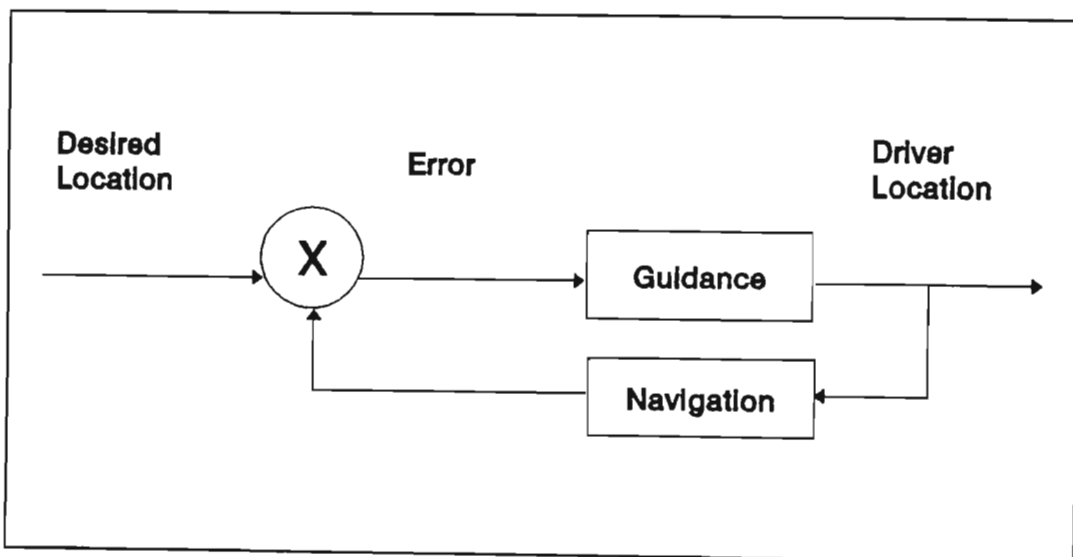 Desired
Location
Error
Driver
Location
X
Guidance
Navigation